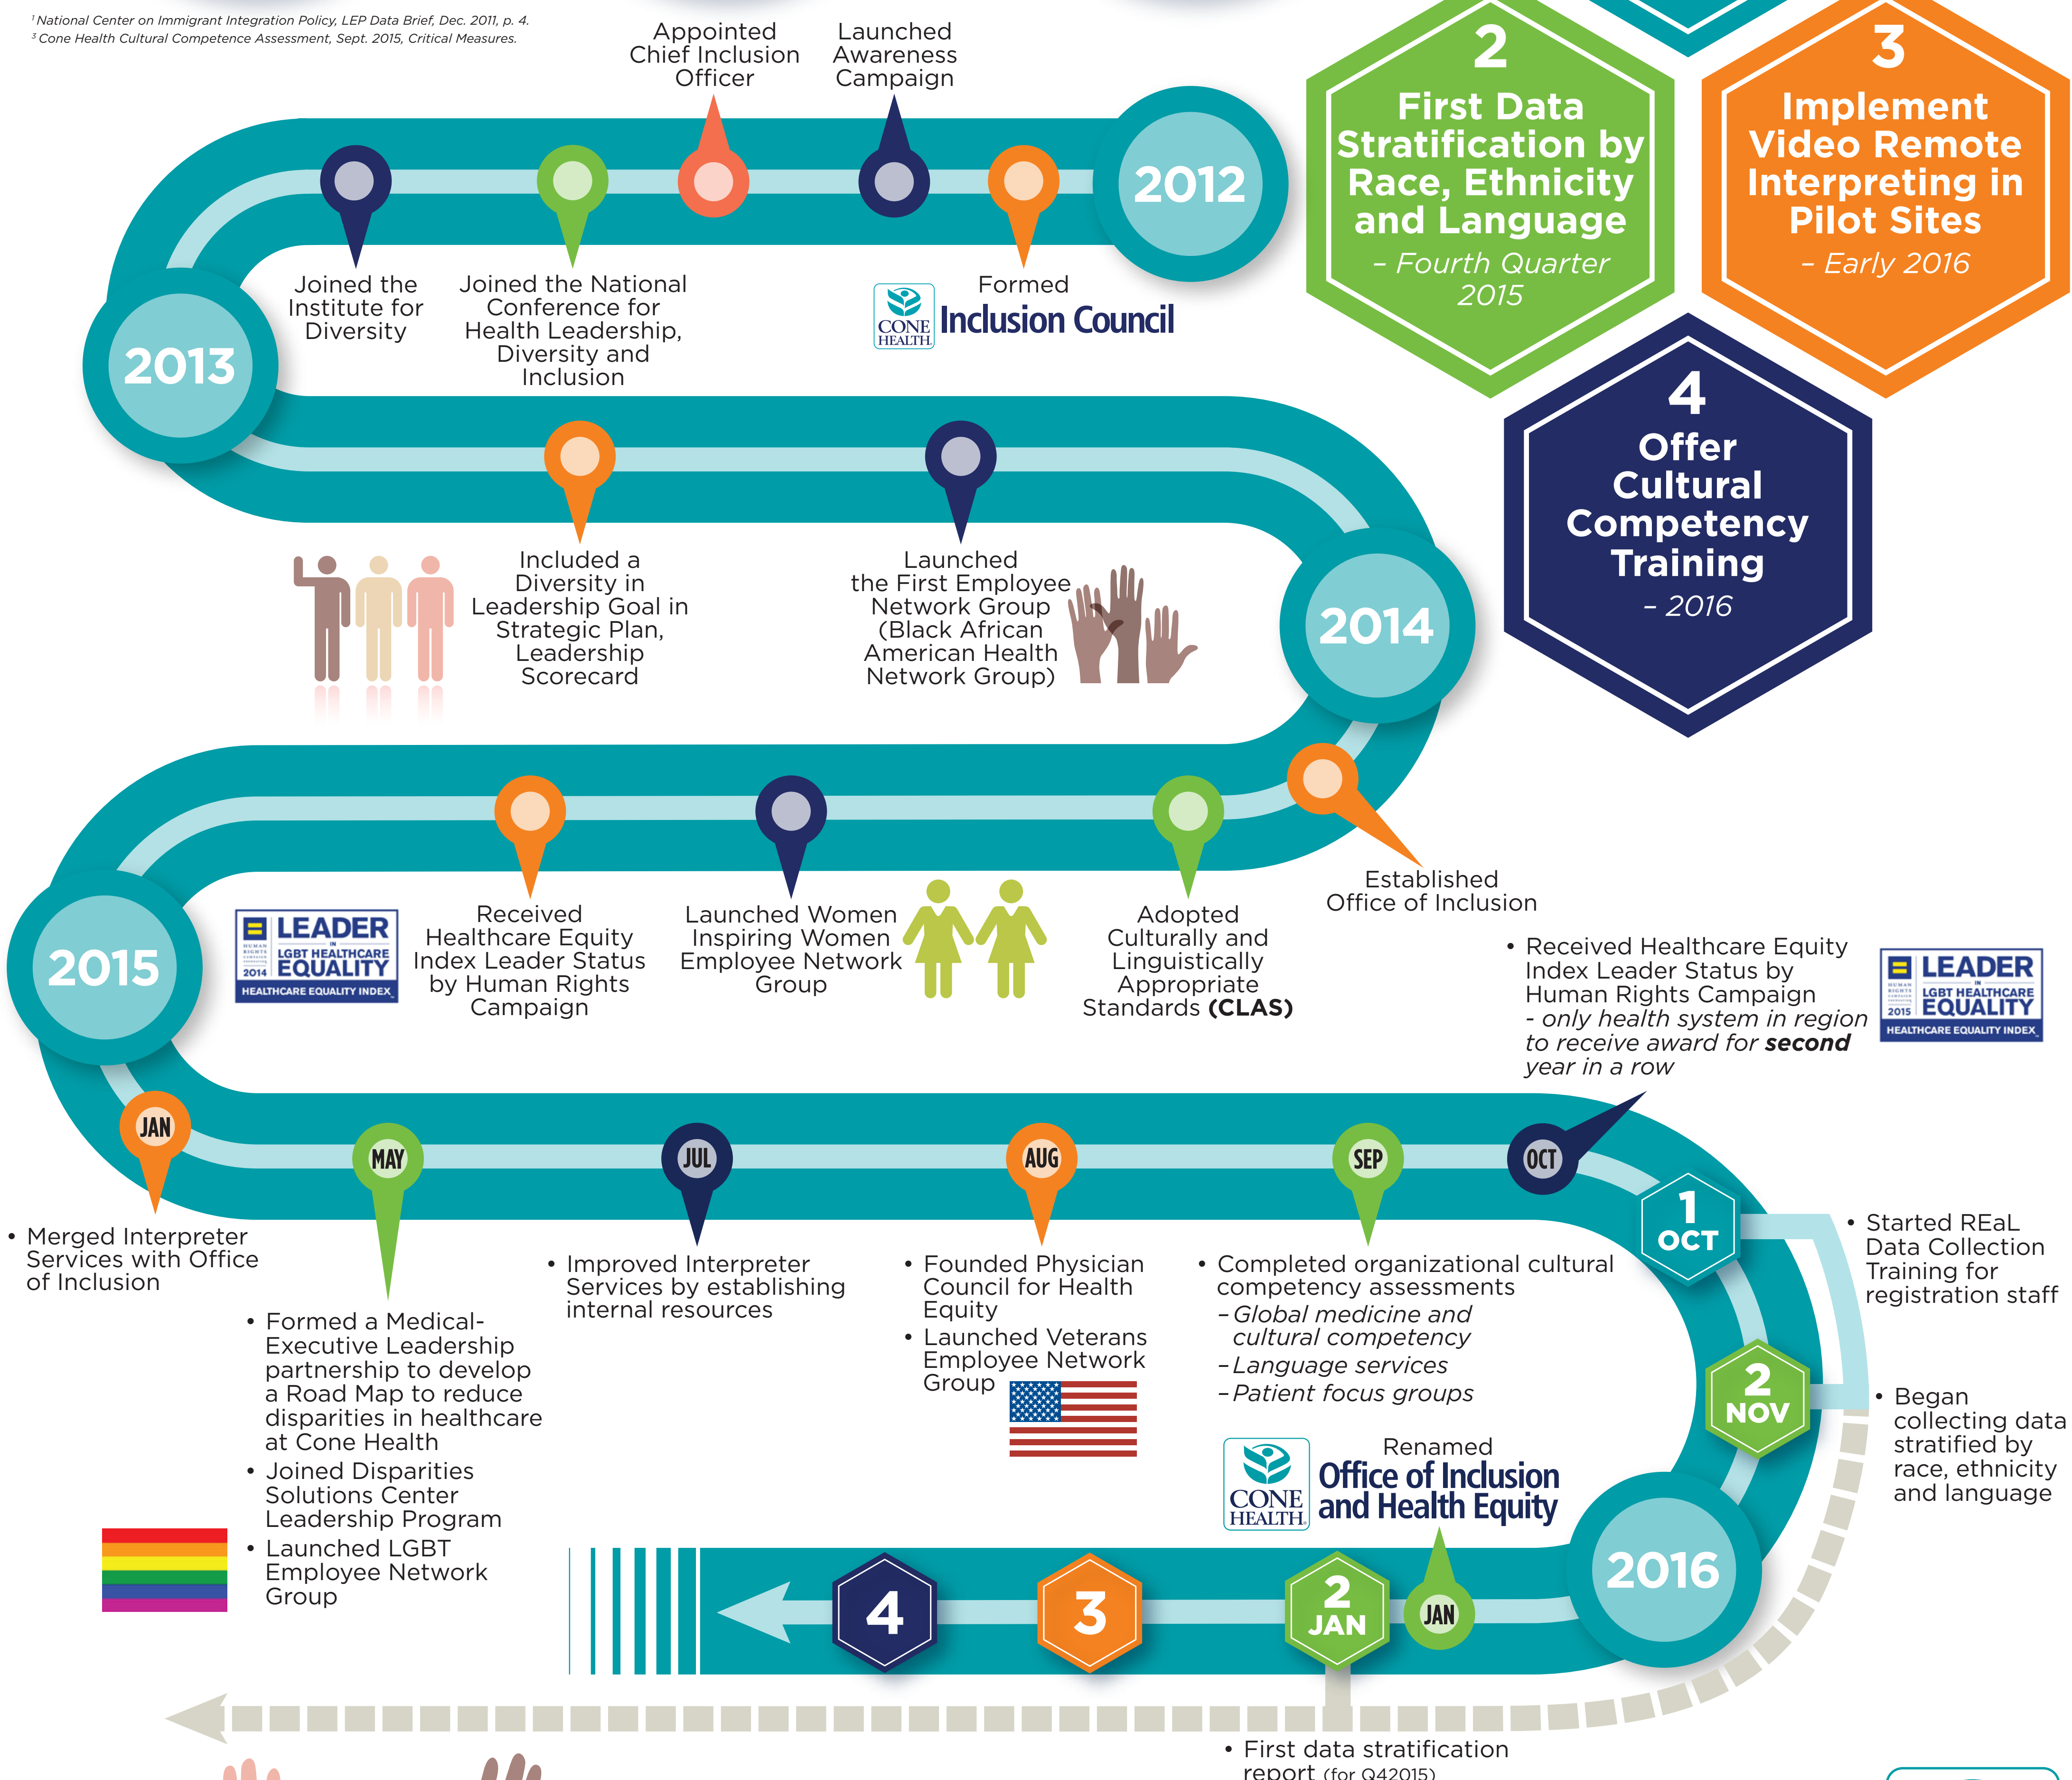 ¹ National Center on Immigrant Integration Policy, LEP Data Brief, Dec. 2011, p. 4.
³ Cone Health Cultural Competence Assessment, Sept. 2015, Critical Measures.
Appointed
Chief Inclusion
Officer
Launched
Awareness
Campaign
2012
Joined the
Institute for
Diversity
Joined the National
Conference for
Health Leadership,
Diversity and
Inclusion
Formed
CONE
HEALTH
Inclusion Council
2
First Data
Stratification by
Race, Ethnicity
and Language
– Fourth Quarter
2015
3
Implement
Video Remote
Interpreting in
Pilot Sites
– Early 2016
4
Offer
Cultural
Competency
Training
– 2016
2013
Included a
Diversity in
Leadership Goal in
Strategic Plan,
Leadership
Scorecard
Launched
the First Employee
Network Group
(Black African
American Health
Network Group)
2014
Established
Office of Inclusion
Adopted
Culturally and
Linguistically
Appropriate
Standards (CLAS)
Launched Women
Inspiring Women
Employee Network
Group
Received
Healthcare Equity
Index Leader Status
by Human Rights
Campaign
HUMAN
RIGHTS
CAMPAIGN
2014
LEADER
IN
LGBT HEALTHCARE
EQUALITY
HEALTHCARE EQUALITY INDEX
2015
JAN
• Merged Interpreter
Services with Office
of Inclusion
MAY
• Formed a Medical-
Executive Leadership
partnership to develop
a Road Map to reduce
disparities in healthcare
at Cone Health
• Joined Disparities
Solutions Center
Leadership Program
• Launched LGBT
Employee Network
Group
JUL
• Improved Interpreter
Services by establishing
internal resources
AUG
• Founded Physician
Council for Health
Equity
• Launched Veterans
Employee Network
Group
SEP
• Completed organizational cultural
competency assessments
– Global medicine and
cultural competency
– Language services
– Patient focus groups
OCT
• Received Healthcare Equity
Index Leader Status by
Human Rights Campaign
- only health system in region
to receive award for second
year in a row
HUMAN
RIGHTS
CAMPAIGN
2015
LEADER
IN
LGBT HEALTHCARE
EQUALITY
HEALTHCARE EQUALITY INDEX
1
OCT
• Started REaL
Data Collection
Training for
registration staff
2
NOV
• Began
collecting data
stratified by
race, ethnicity
and language
2016
CONE
HEALTH
Renamed
Office of Inclusion
and Health Equity
JAN
2
JAN
3
4
• First data stratification
report (for Q42015)